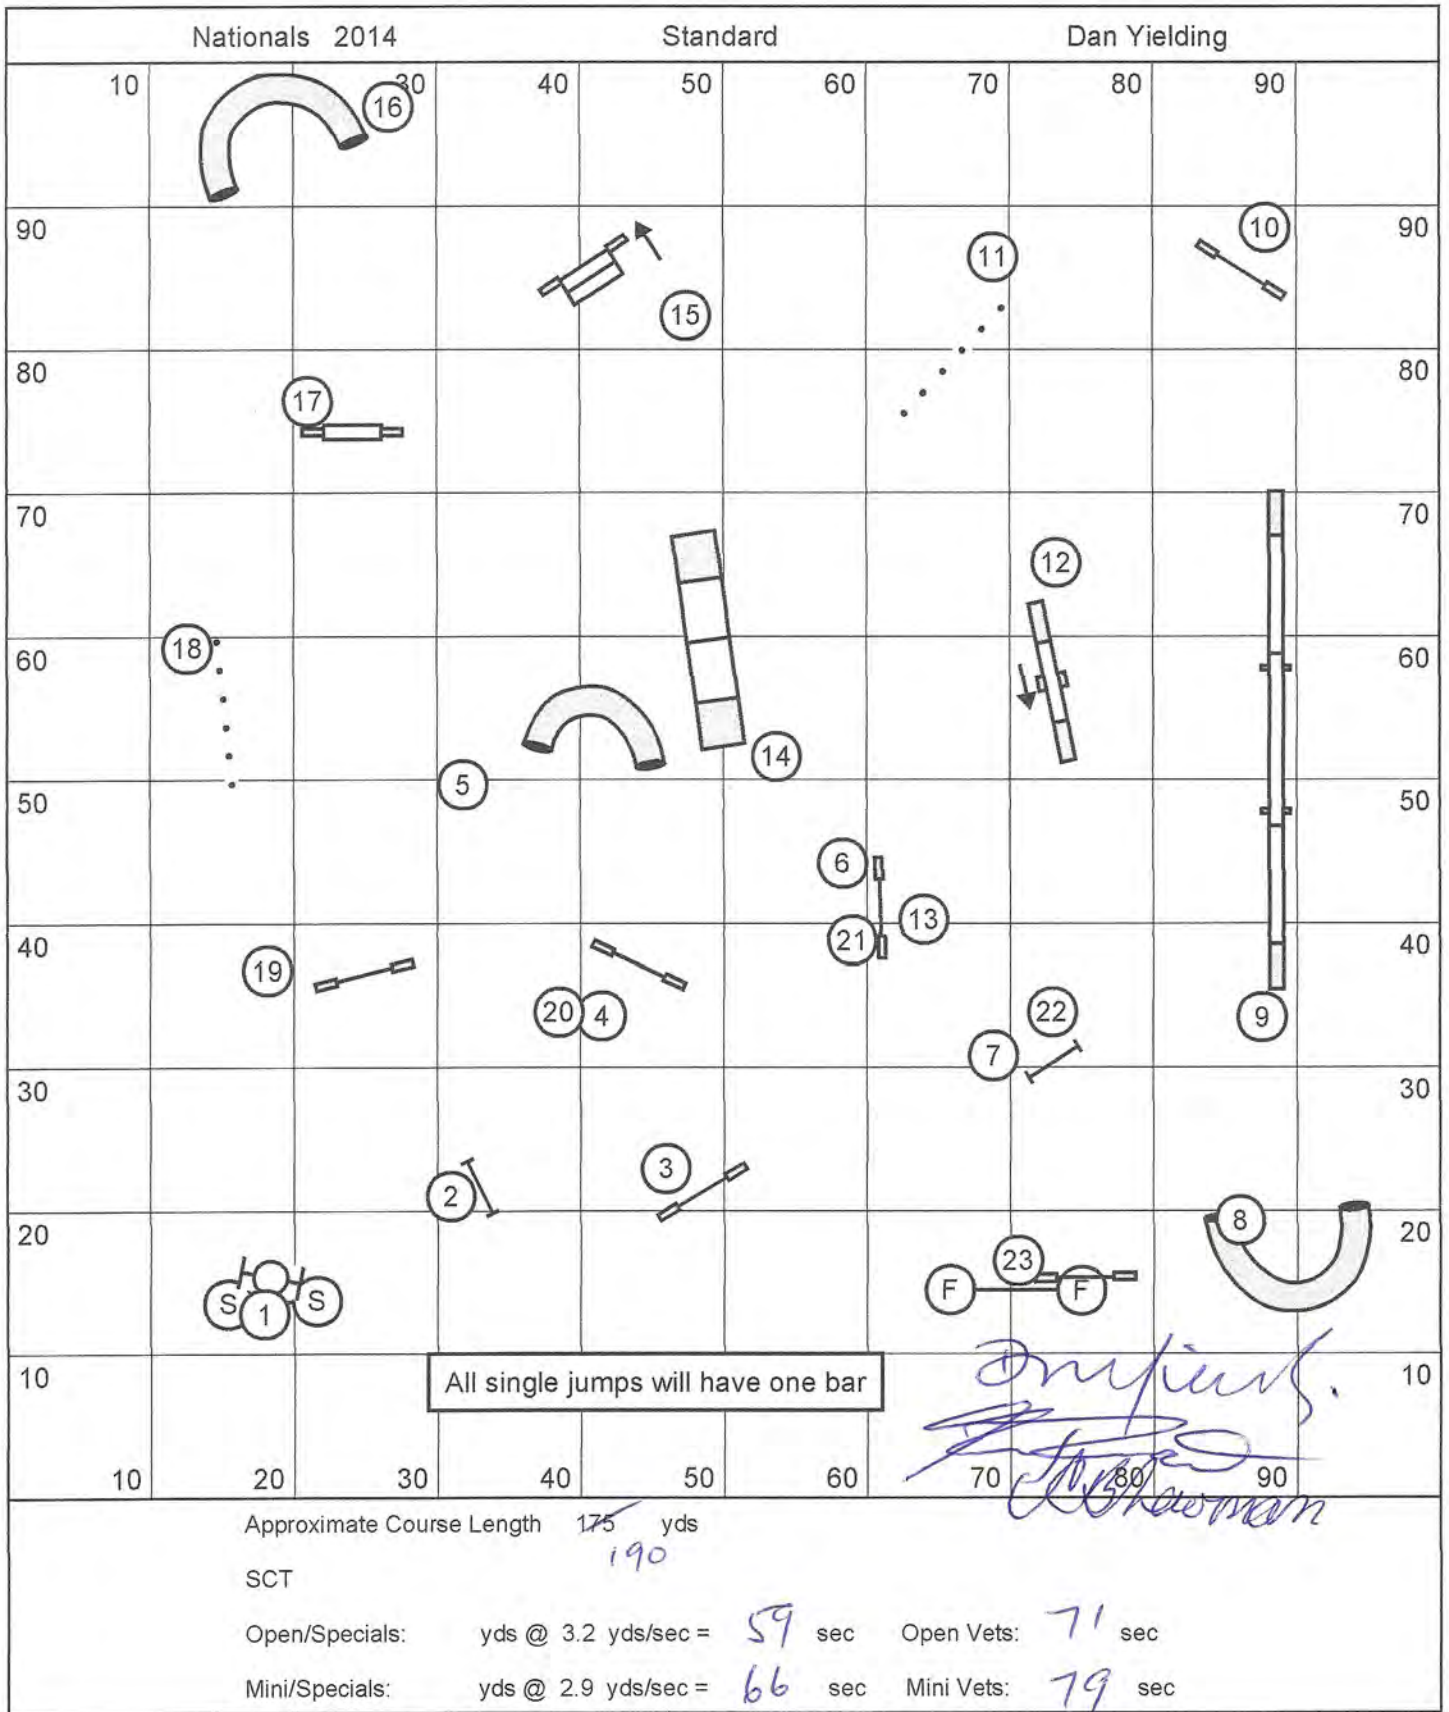 Nationals 2014 Standard Dan Yielding
10 30 40 50 60 70 80 90
16
90 10 90
11
15
80 80
17
70 70
12
18
60 60
14
5
50 50
6
13
21
40 40
19
20 4 22 9
7
30 30
3
2
20 8 20
23
S S F F
1
10 All single jumps will have one bar 10
10 20 30 40 50 60 70 80 90
Approximate Course Length 175 yds
190
SCT
Open/Specials: yds @ 3.2 yds/sec = 59 sec Open Vets: 71 sec
Mini/Specials: yds @ 2.9 yds/sec = 66 sec Mini Vets: 79 sec